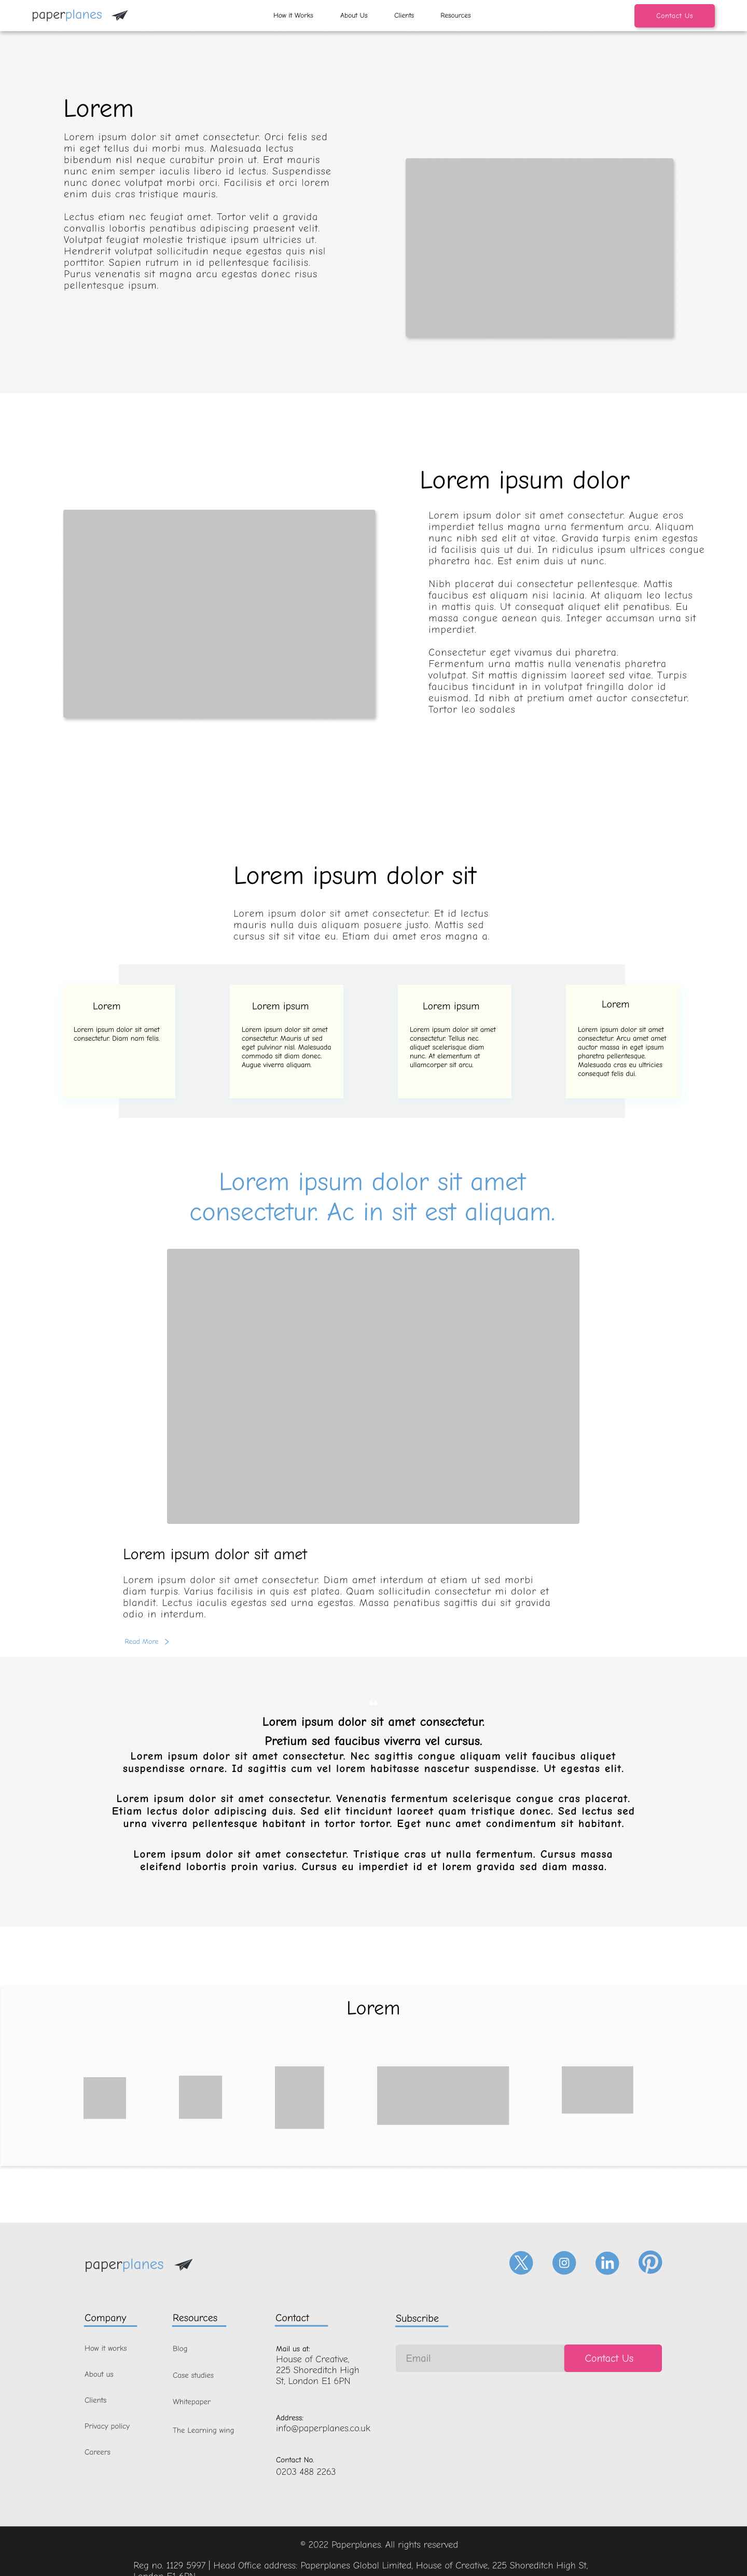 paperplanes
How it Works About Us Clients Resources
Contact Us
Lorem
Lorem ipsum dolor sit amet consectetur. Orci felis sed
mi eget tellus dui morbi mus. Malesuada lectus
bibendum nisl neque curabitur proin ut. Erat mauris
nunc enim semper iaculis libero id lectus. Suspendisse
nunc donec volutpat morbi orci. Facilisis et orci lorem
enim duis cras tristique mauris.
Lectus etiam nec feugiat amet. Tortor velit a gravida
convallis lobortis penatibus adipiscing praesent velit.
Volutpat feugiat molestie tristique ipsum ultricies ut.
Hendrerit volutpat sollicitudin neque egestas quis nisl
porttitor. Sapien rutrum in id pellentesque facilisis.
Purus venenatis sit magna arcu egestas donec risus
pellentesque ipsum.
Lorem ipsum dolor
Lorem ipsum dolor sit amet consectetur. Augue eros
imperdiet tellus magna urna fermentum arcu. Aliquam
nunc nibh sed elit at vitae. Gravida turpis enim egestas
id facilisis quis ut dui. In ridiculus ipsum ultrices congue
pharetra hac. Est enim duis ut nunc.
Nibh placerat dui consectetur pellentesque. Mattis
faucibus est aliquam nisi lacinia. At aliquam leo lectus
in mattis quis. Ut consequat aliquet elit penatibus. Eu
massa congue aenean quis. Integer accumsan urna sit
imperdiet.
Consectetur eget vivamus dui pharetra.
Fermentum urna mattis nulla venenatis pharetra
volutpat. Sit mattis dignissim laoreet sed vitae. Turpis
faucibus tincidunt in in volutpat fringilla dolor id
euismod. Id nibh at pretium amet auctor consectetur.
Tortor leo sodales
Lorem ipsum dolor sit
Lorem ipsum dolor sit amet consectetur. Et id lectus
mauris nulla duis aliquam posuere justo. Mattis sed
cursus sit sit vitae eu. Etiam dui amet eros magna a.
Lorem
Lorem ipsum dolor sit amet
consectetur. Diam nam felis.
Lorem ipsum
Lorem ipsum dolor sit amet
consectetur. Mauris ut sed
eget pulvinar nisl. Malesuada
commodo sit diam donec.
Augue viverra aliquam.
Lorem ipsum
Lorem ipsum dolor sit amet
consectetur. Tellus nec
aliquet scelerisque diam
nunc. At elementum at
ullamcorper sit arcu.
Lorem
Lorem ipsum dolor sit amet
consectetur. Arcu amet amet
auctor massa in eget ipsum
pharetra pellentesque.
Malesuada cras eu ultricies
consequat felis dui.
Lorem ipsum dolor sit amet
consectetur. Ac in sit est aliquam.
Lorem ipsum dolor sit amet
Lorem ipsum dolor sit amet consectetur. Diam amet interdum at etiam ut sed morbi
diam turpis. Varius facilisis in quis est platea. Quam sollicitudin consectetur mi dolor et
blandit. Lectus iaculis egestas sed urna egestas. Massa penatibus sagittis dui sit gravida
odio in interdum.
Read More >
Lorem ipsum dolor sit amet consectetur.
Pretium sed faucibus viverra vel cursus.
Lorem ipsum dolor sit amet consectetur. Nec sagittis congue aliquam velit faucibus aliquet
suspendisse ornare. Id sagittis cum vel lorem habitasse nascetur suspendisse. Ut egestas elit.
Lorem ipsum dolor sit amet consectetur. Venenatis fermentum scelerisque congue cras placerat.
Etiam lectus dolor adipiscing duis. Sed elit tincidunt laoreet quam tristique donec. Sed lectus sed
urna viverra pellentesque habitant in tortor tortor. Eget nunc amet condimentum sit habitant.
Lorem ipsum dolor sit amet consectetur. Tristique cras ut nulla fermentum. Cursus massa
eleifend lobortis proin varius. Cursus eu imperdiet id et lorem gravida sed diam massa.
Lorem
paperplanes
Company
How it works
About us
Clients
Privacy policy
Careers
Resources
Blog
Case studies
Whitepaper
The Learning wing
Contact
Mail us at:
House of Creative,
225 Shoreditch High
St, London E1 6PN
Address:
info@paperplanes.co.uk
Contact No.
0203 488 2263
Subscribe
Email
Contact Us
© 2022 Paperplanes. All rights reserved
Reg no. 1129 5997 | Head Office address: Paperplanes Global Limited, House of Creative, 225 Shoreditch High St,
London E1 6PN